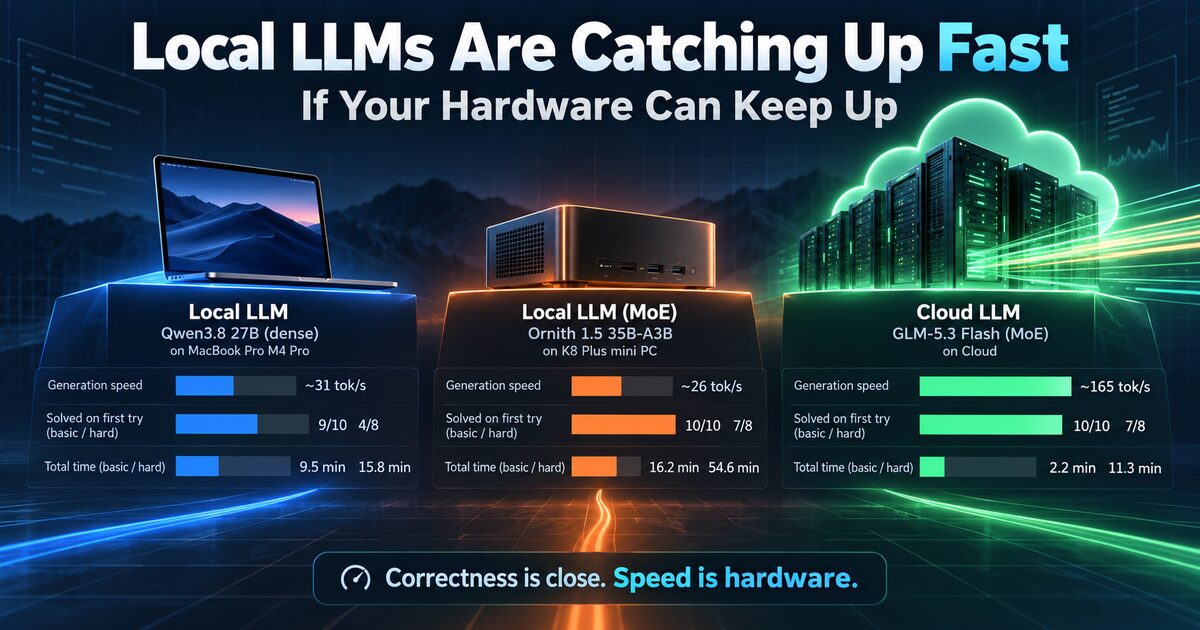 Local LLMs Are Catching Up Fast
If Your Hardware Can Keep Up
Local LLM
Qwen3.8 27B (dense)
on MacBook Pro M4 Pro
Generation speed ~31 tok/s
Solved on first try
(basic / hard) 9/10 4/8
Total time (basic / hard) 9.5 min 15.8 min
Local LLM (MoE)
Ornith 1.5 35B-A3B
on K8 Plus mini PC
Generation speed ~26 tok/s
Solved on first try
(basic / hard) 10/10 7/8
Total time (basic / hard) 16.2 min 54.6 min
Cloud LLM
GLM-5.3 Flash (MoE)
on Cloud
Generation speed ~165 tok/s
Solved on first try
(basic / hard) 10/10 7/8
Total time (basic / hard) 2.2 min 11.3 min
Correctness is close. Speed is hardware.